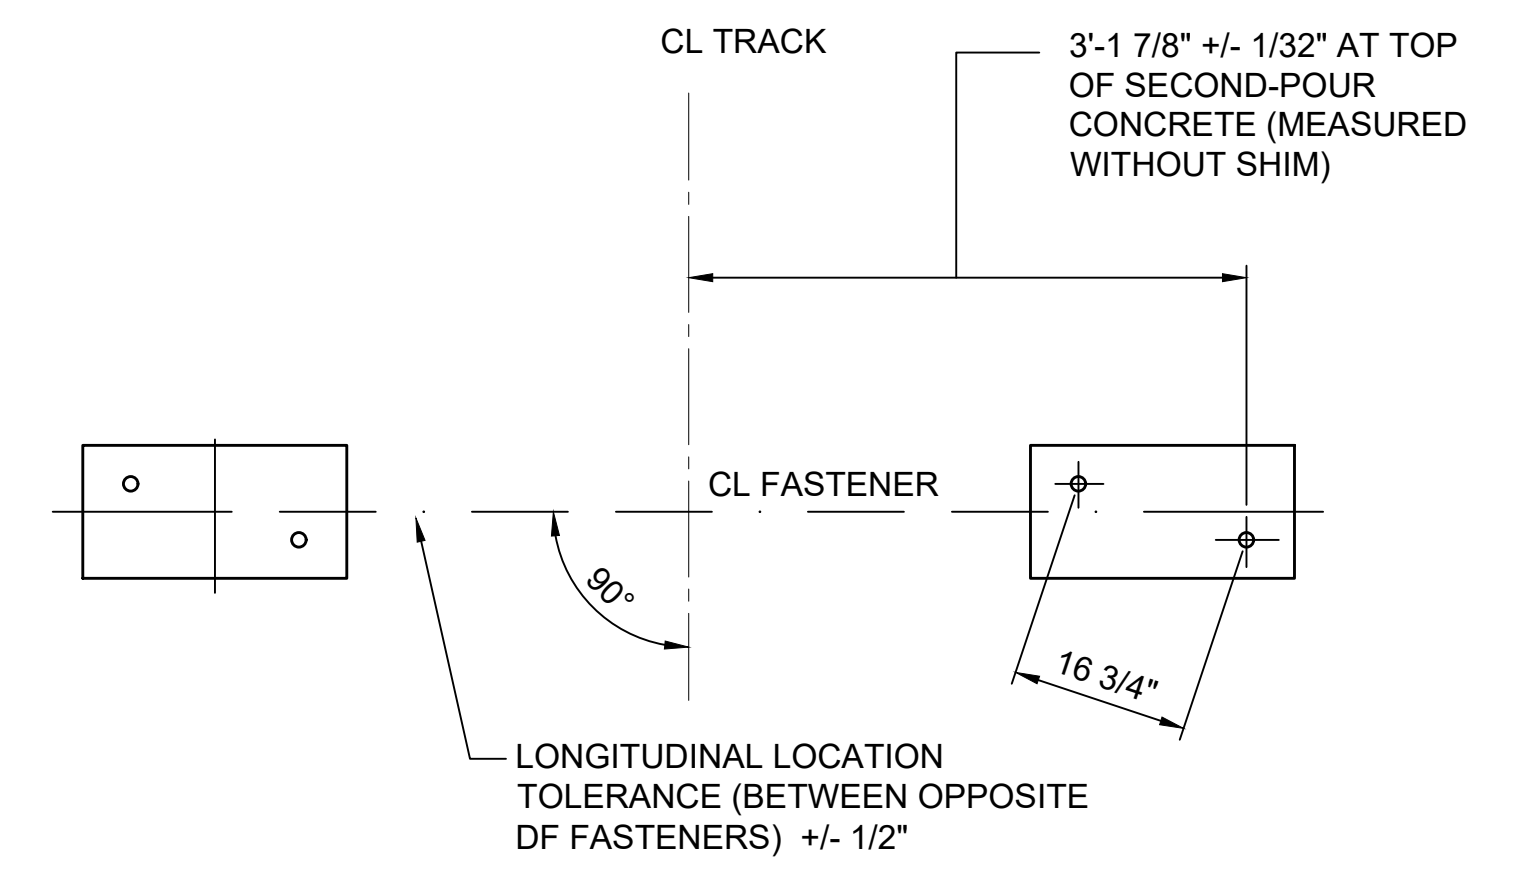 CL TRACK
3'-1 7/8" +/- 1/32" AT TOP
OF SECOND-POUR
CONCRETE (MEASURED
WITHOUT SHIM)
CL FASTENER
90°
16 3/4"
LONGITUDINAL LOCATION
TOLERANCE (BETWEEN OPPOSITE
DF FASTENERS)  +/- 1/2"